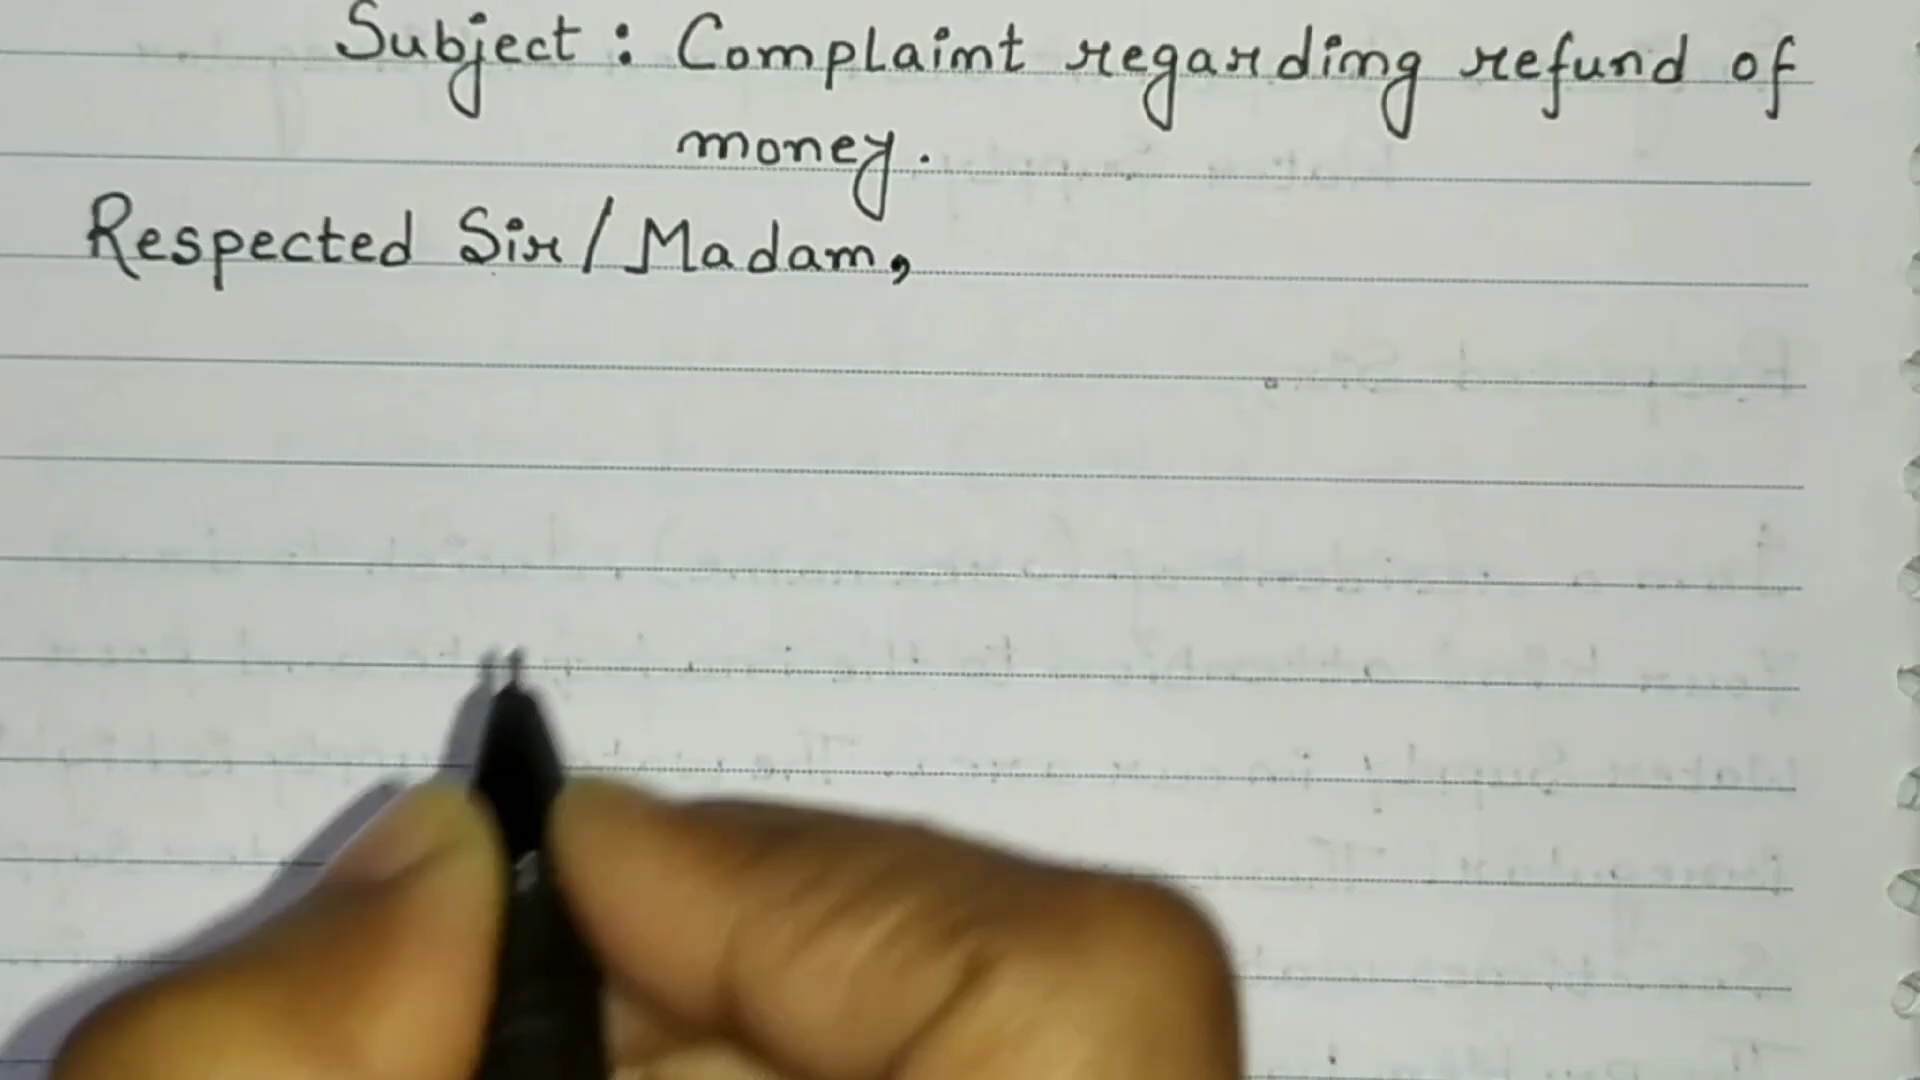 Subject : Complaint regarding refund of
money.
Respected Sir/Madam,